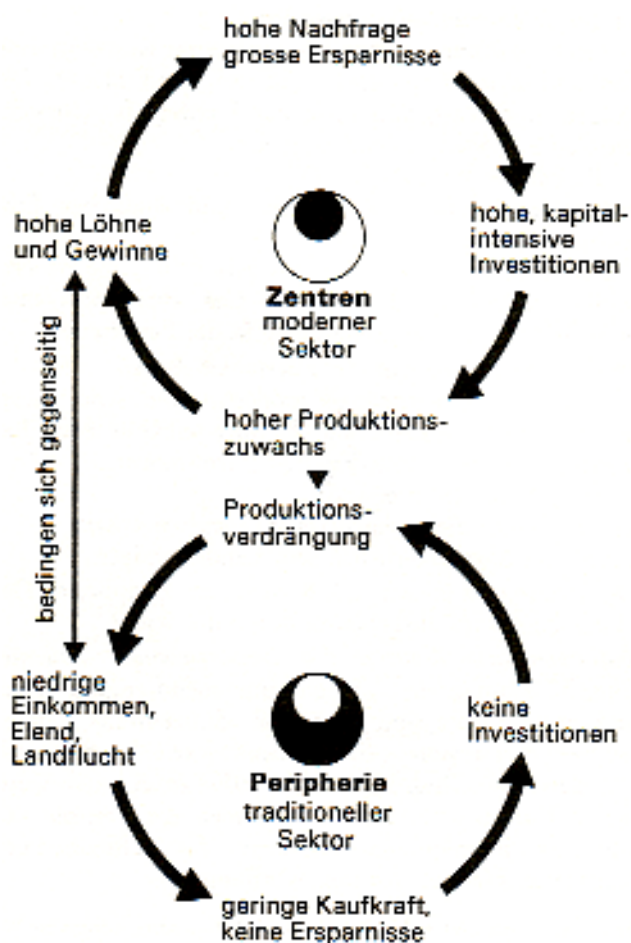 hohe Nachfrage
grosse Ersparnisse
hohe Löhne
und Gewinne
hohe, kapital-
intensive
Investitionen
Zentren
moderner
Sektor
bedingen sich gegenseitig
hoher Produktions-
zuwachs
Produktions-
verdrängung
niedrige
Einkommen,
Elend,
Landflucht
keine
Investitionen
Peripherie
traditioneller
Sektor
geringe Kaufkraft,
keine Ersparnisse